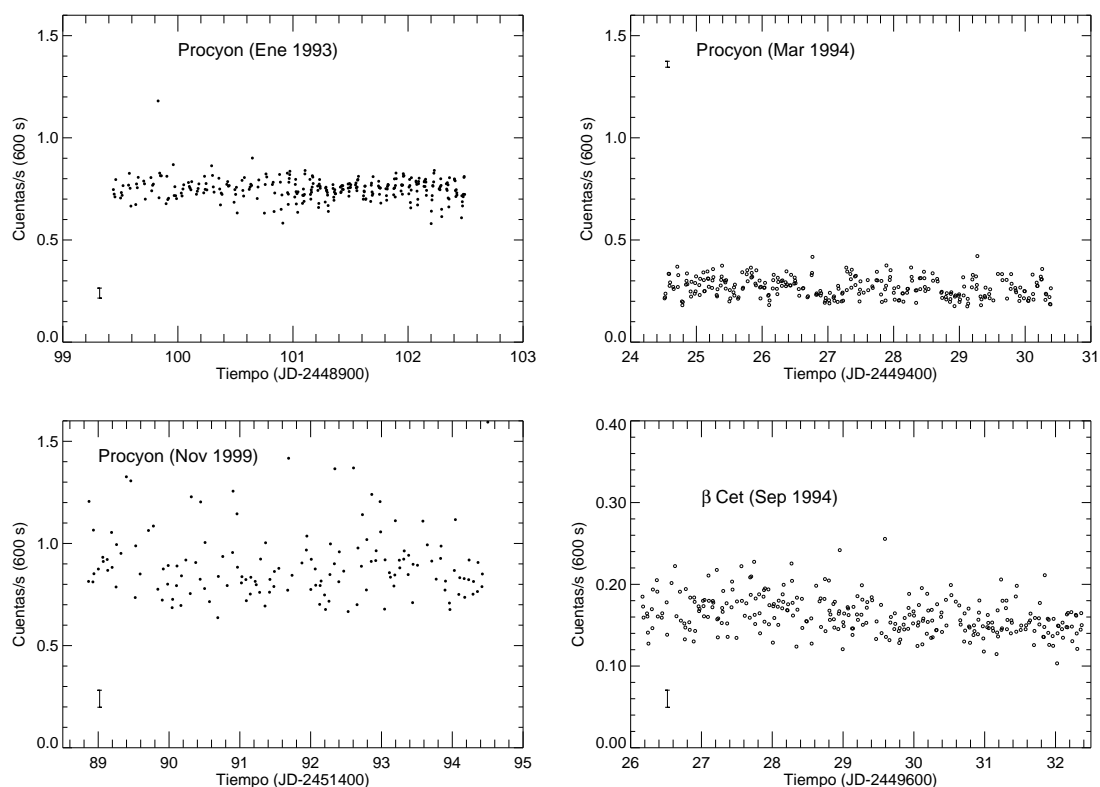 Procyon (Ene 1993)
Cuentas/s (600 s)
1.5
1.0
0.5
0.0
99 100 101 102 103
Tiempo (JD-2448900)
Procyon (Mar 1994)
Cuentas/s (600 s)
1.5
1.0
0.5
0.0
24 25 26 27 28 29 30 31
Tiempo (JD-2449400)
Procyon (Nov 1999)
Cuentas/s (600 s)
1.5
1.0
0.5
0.0
89 90 91 92 93 94 95
Tiempo (JD-2451400)
β Cet (Sep 1994)
Cuentas/s (600 s)
0.40
0.30
0.20
0.10
0.00
26 27 28 29 30 31 32
Tiempo (JD-2449600)